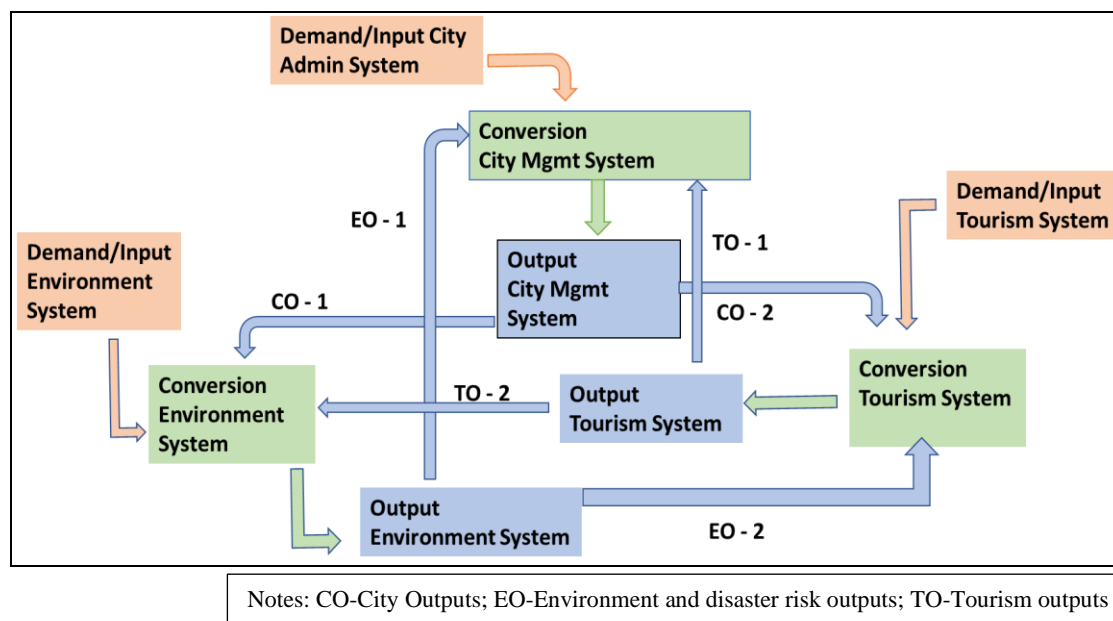 Demand/Input City
Admin System
Conversion
City Mgmt System
Demand/Input
Tourism System
EO - 1
TO - 1
Demand/Input
Environment
System
Output
City Mgmt
System
CO - 1
CO - 2
Conversion
Environment
System
TO - 2
Output
Tourism System
Conversion
Tourism System
Output
Environment System
EO - 2
Notes: CO-City Outputs; EO-Environment and disaster risk outputs; TO-Tourism outputs